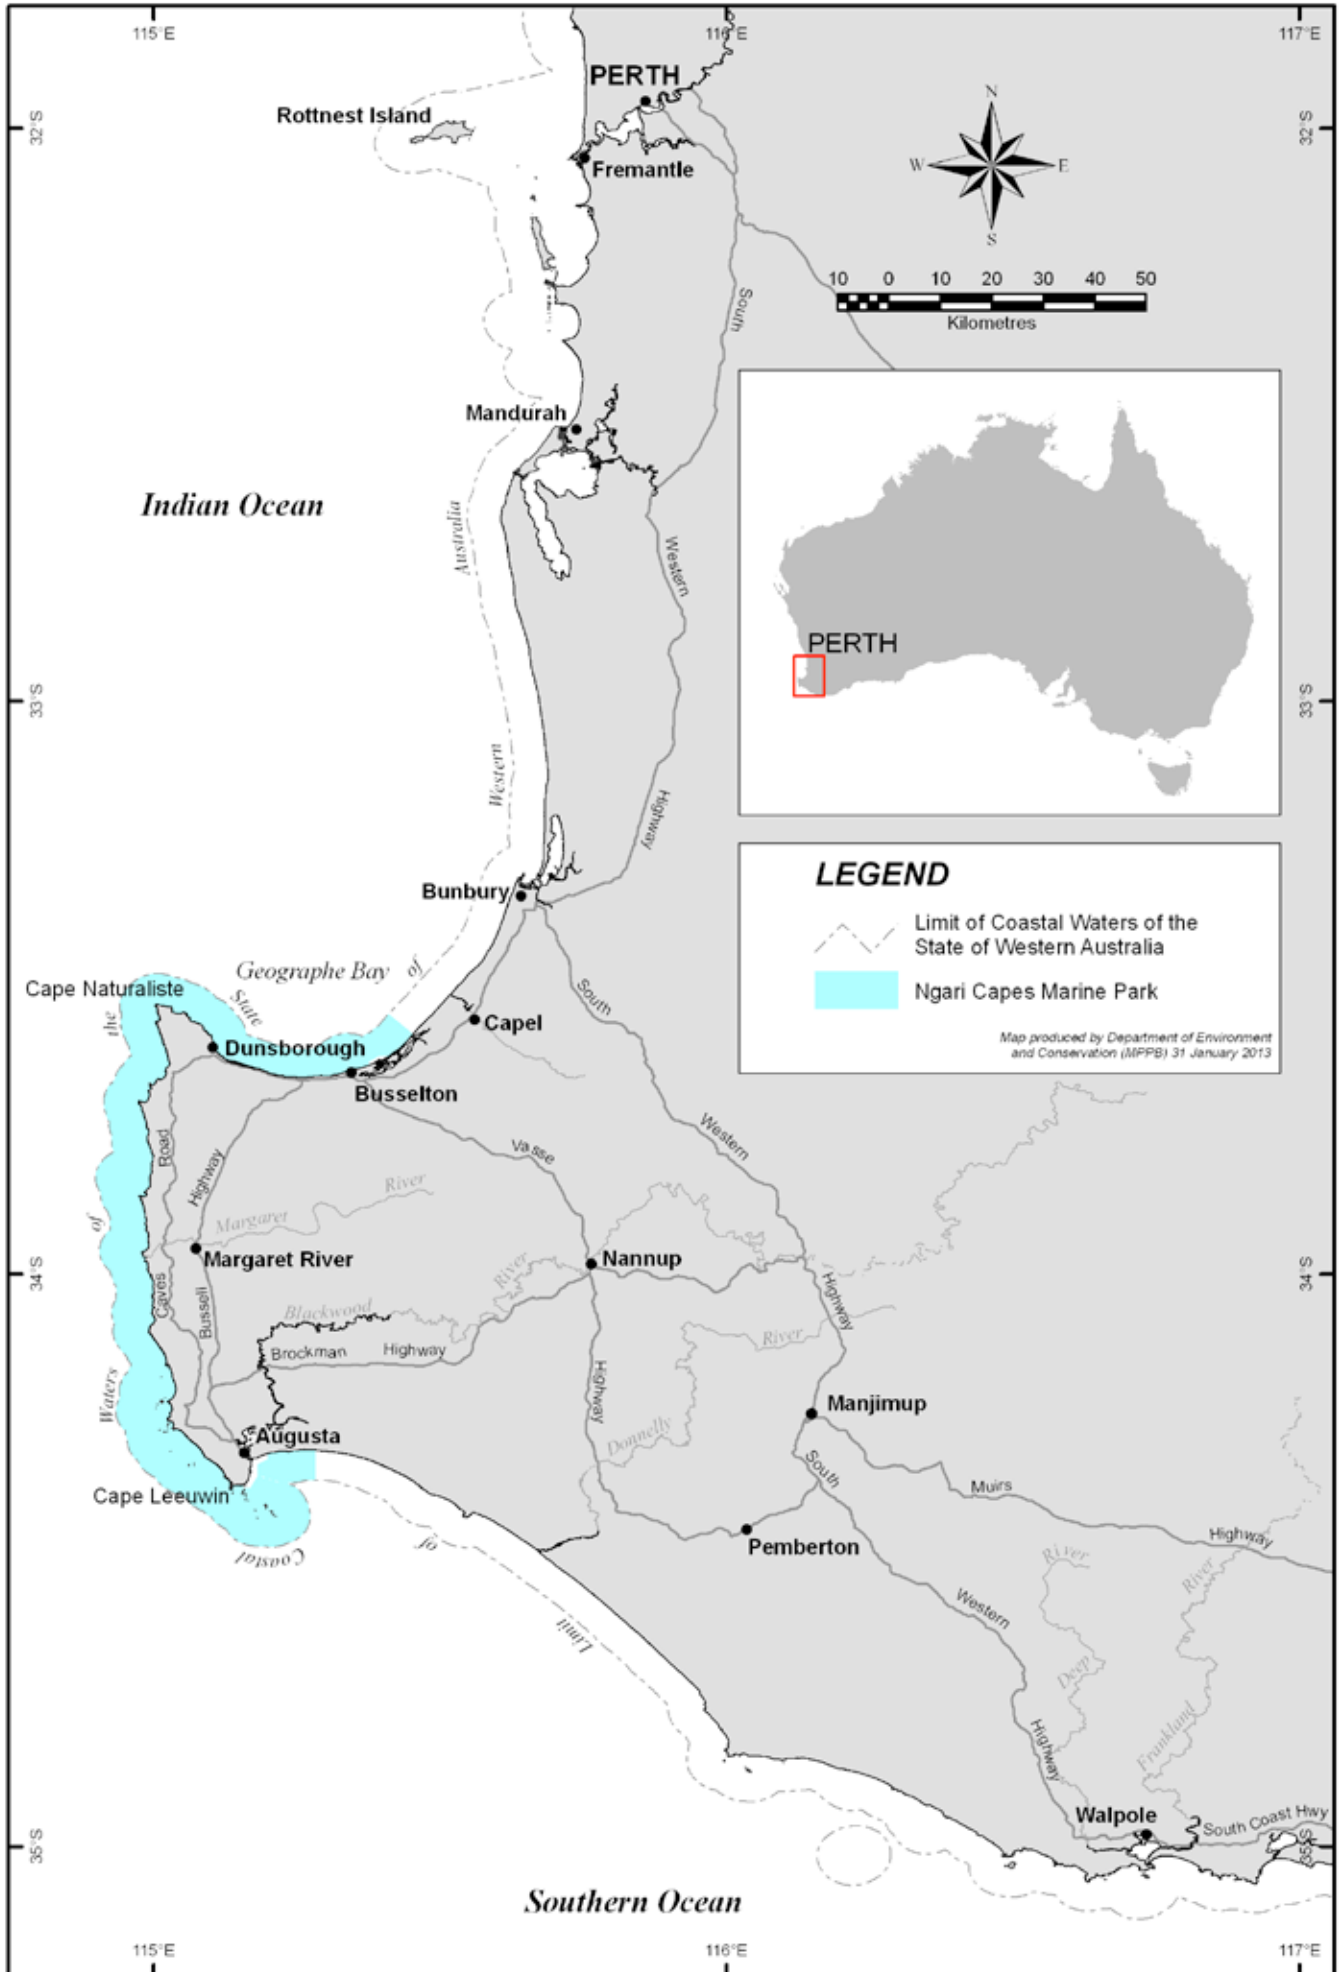 115°E
116°E
117°E
PERTH
Rottnest Island
Fremantle
32°S
32°S
N
W
E
S
10 0 10 20 30 40 50
Kilometres
South
Mandurah
Indian Ocean
Australia
Western
PERTH
33°S
33°S
Western
Highway
Bunbury
LEGEND
Limit of Coastal Waters of the
State of Western Australia
Ngari Capes Marine Park
Map produced by Department of Environment
and Conservation (MPPB) 31 January 2013
Geographe Bay
of
State
Cape Naturaliste
the
Capel
South
Dunsborough
Busselton
Road
Highway
Vasse
Western
River
Margaret
of
Margaret River
Nannup
River
34°S
34°S
Caves
Bussell
Blackwood
Brockman
Highway
Highway
River
Highway
Waters
Manjimup
Donnelly
Augusta
South
Muirs
Cape Leeuwin
Highway
Pemberton
Coastal
of
River
River
Limit
Western
Deep
Frankland
Highway
Walpole
South Coast Hwy
35°S
35°S
Southern Ocean
115°E
116°E
117°E